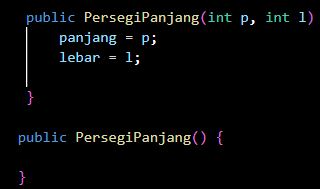 public PersegiPanjang(int p, int l)
panjang = p;
lebar = l;
}
public PersegiPanjang() {
}